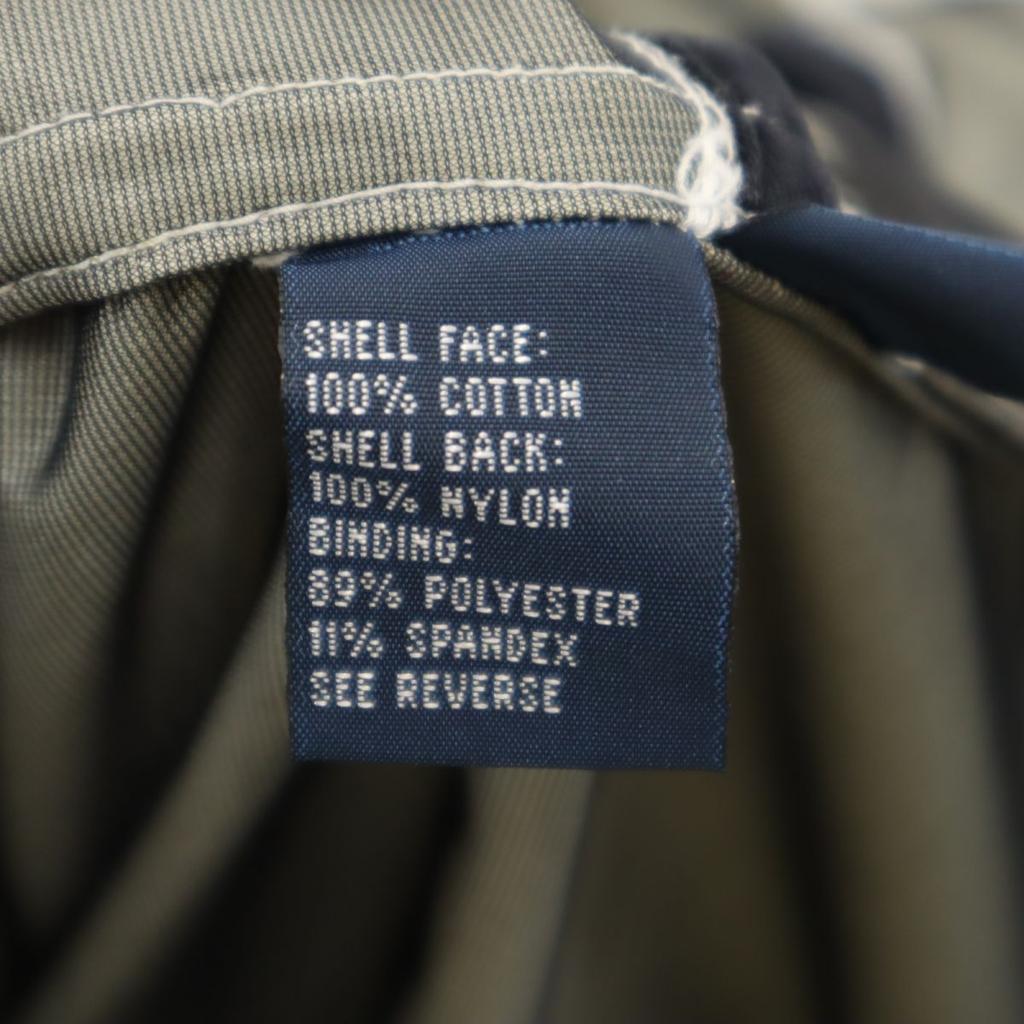 SHELL FACE:
100% COTTON
SHELL BACK:
100% NYLON
BINDING:
89% POLYESTER
11% SPANDEX
SEE REVERSE